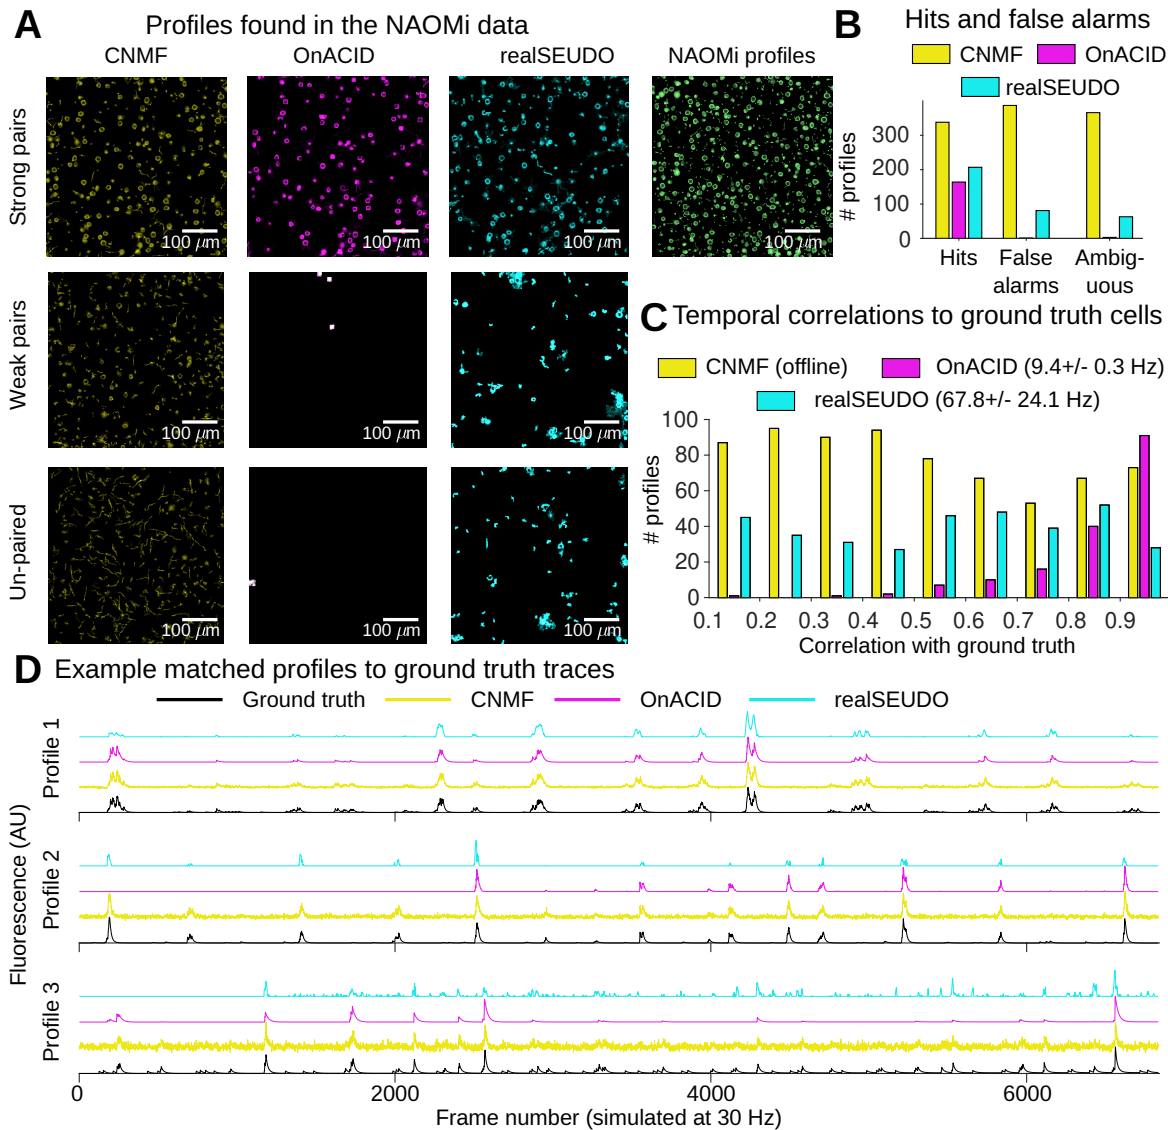 A Profiles found in the NAOMi data
CNMF OnACID realSEUDO NAOMi profiles
Strong pairs
100 μm 100 μm 100 μm 100 μm
Weak pairs
100 μm 100 μm 100 μm
Un-paired
100 μm 100 μm 100 μm
B Hits and false alarms
CNMF OnACID
realSEUDO
# profiles
300
200
100
0
Hits False Ambig-
alarms uous
C Temporal correlations to ground truth cells
CNMF (offline) OnACID (9.4+/- 0.3 Hz)
realSEUDO (67.8+/- 24.1 Hz)
# profiles
100
80
60
40
20
0
0.1 0.2 0.3 0.4 0.5 0.6 0.7 0.8 0.9
Correlation with ground truth
D Example matched profiles to ground truth traces
Ground truth CNMF OnACID realSEUDO
Fluorescence (AU)
Profile 1
Profile 2
Profile 3
0 2000 4000 6000
Frame number (simulated at 30 Hz)